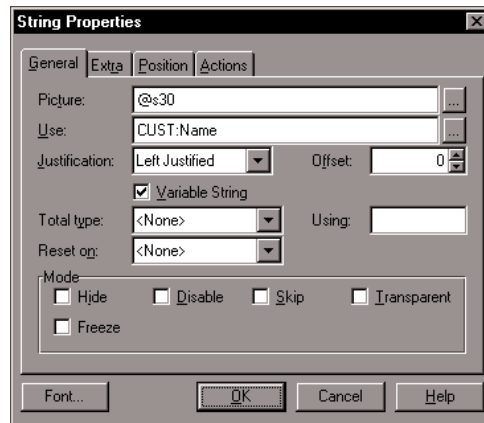 String Properties
General Extra Position Actions
Picture: @s30 ...
Use: CUST:Name ...
Justification: Left Justified Offset: 0
Variable String
Total type: <None> Using:
Reset on: <None>
Mode
Hide Disable Skip Transparent
Freeze
Font... OK Cancel Help